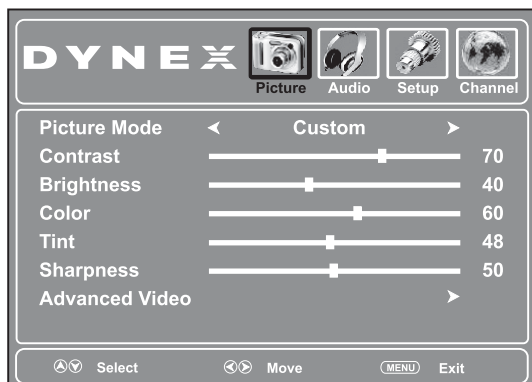 DYNEX
Picture Audio Setup Channel
Picture Mode Custom
Contrast 70
Brightness 40
Color 60
Tint 48
Sharpness 50
Advanced Video
Select Move MENU Exit